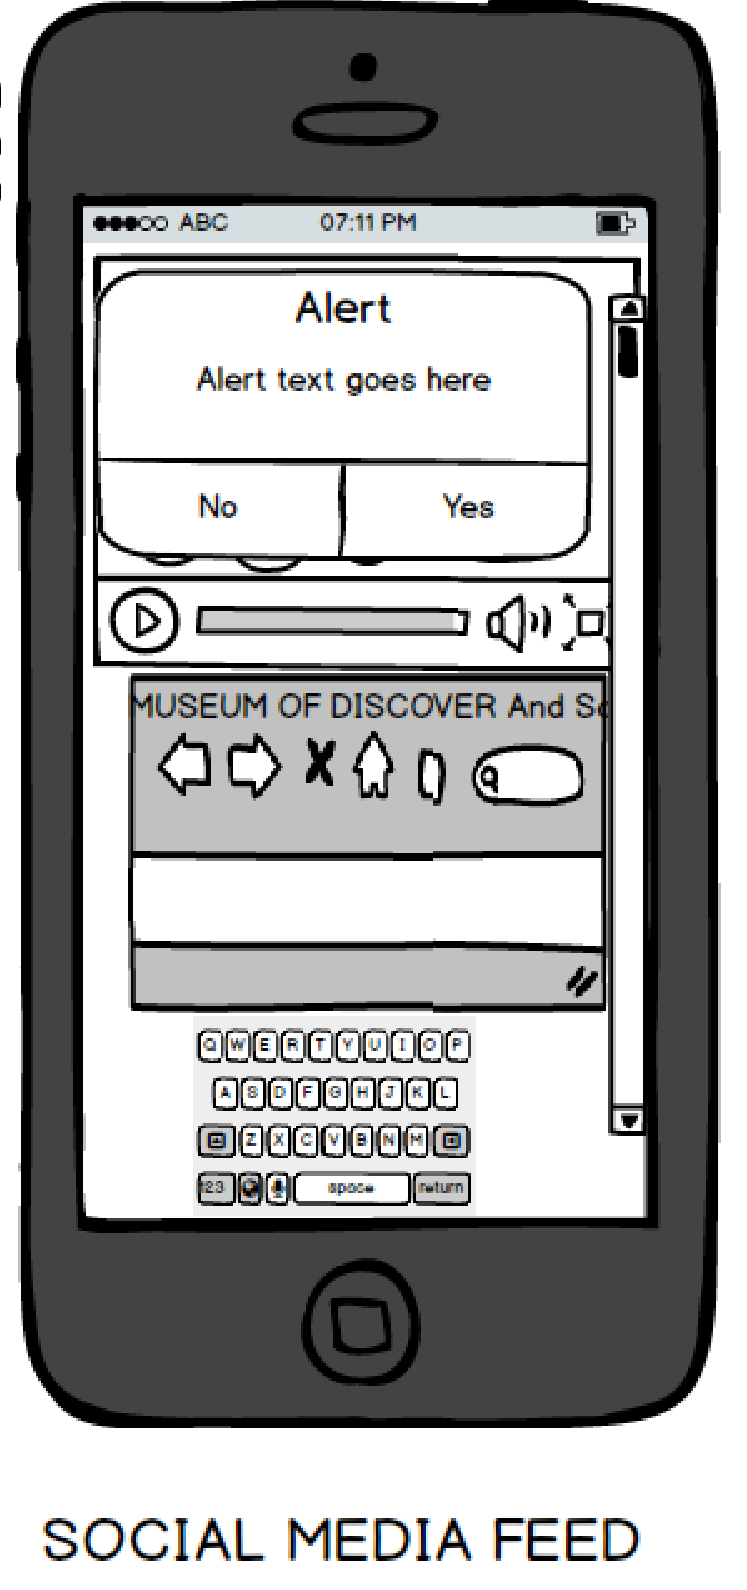 ABC 07:11 PM
Alert
Alert text goes here
No Yes
MUSEUM OF DISCOVER And Sc
Q W E R T Y U I O P
A S D F G H J K L
Z X C V B N M
123 space return
SOCIAL MEDIA FEED